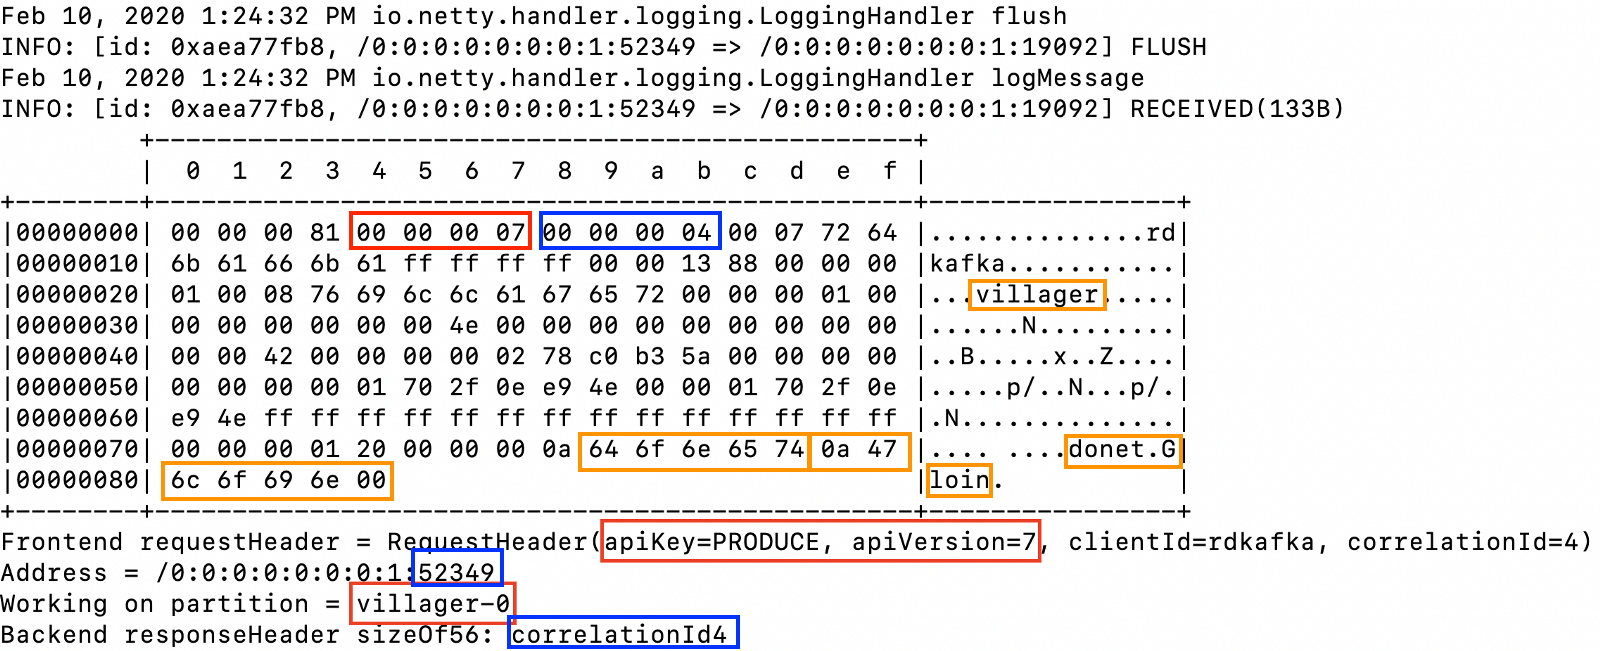 Feb 10, 2020 1:24:32 PM io.netty.handler.logging.LoggingHandler flush
INFO: [id: 0xaea77fb8, /0:0:0:0:0:0:0:1:52349 => /0:0:0:0:0:0:0:1:19092] FLUSH
Feb 10, 2020 1:24:32 PM io.netty.handler.logging.LoggingHandler logMessage
INFO: [id: 0xaea77fb8, /0:0:0:0:0:0:0:1:52349 => /0:0:0:0:0:0:0:1:19092] RECEIVED(133B)
         +-------------------------------------------------+
         |  0  1  2  3  4  5  6  7  8  9  a  b  c  d  e  f |
+--------+-------------------------------------------------+----------------+
|00000000| 00 00 00 81 00 00 00 07 00 00 00 04 00 07 72 64 |..............rd|
|00000010| 6b 61 66 6b 61 ff ff ff ff 00 00 13 88 00 00 00 |kafka...........|
|00000020| 01 00 08 76 69 6c 6c 61 67 65 72 00 00 00 01 00 |...villager.....|
|00000030| 00 00 00 00 00 00 4e 00 00 00 00 00 00 00 00 00 |......N.........|
|00000040| 00 00 42 00 00 00 00 02 78 c0 b3 5a 00 00 00 00 |..B.....x..Z....|
|00000050| 00 00 00 00 01 70 2f 0e e9 4e 00 00 01 70 2f 0e |.....p/..N...p/.|
|00000060| e9 4e ff ff ff ff ff ff ff ff ff ff ff ff ff ff |.N..............|
|00000070| 00 00 00 01 20 00 00 00 0a 64 6f 6e 65 74 0a 47 |.... ....donet.G|
|00000080| 6c 6f 69 6e 00                                  |loin.           |
+--------+-------------------------------------------------+----------------+
Frontend requestHeader = RequestHeader(apiKey=PRODUCE, apiVersion=7, clientId=rdkafka, correlationId=4)
Address = /0:0:0:0:0:0:0:1:52349
Working on partition = villager-0
Backend responseHeader sizeOf56: correlationId4